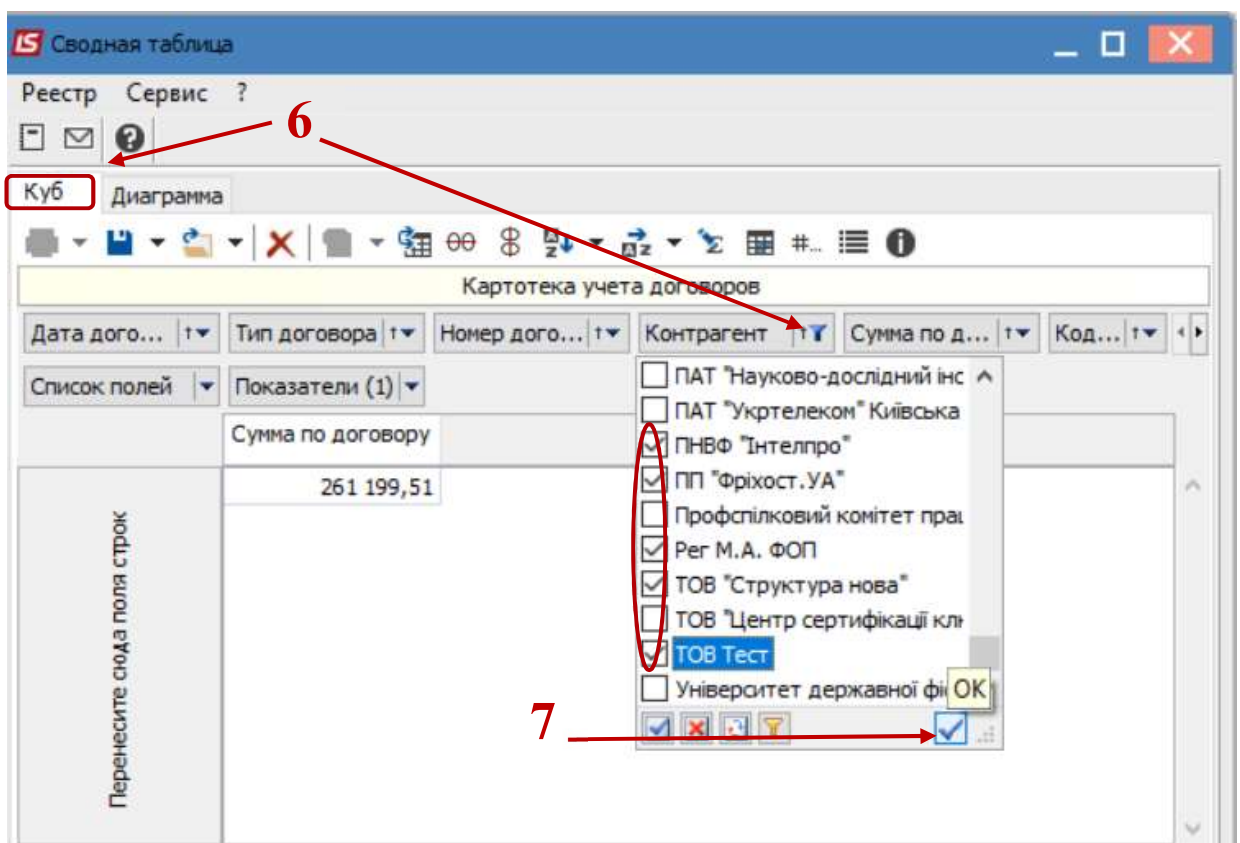 Сводная таблица
Реестр Сервис ?
6
Куб Диаграмма
#...
Картотека учета договоров
Дата дого... Тип договора Номер дого... Контрагент Сумма по д... Код...
Список полей Показатели (1)
ПАТ "Науково-дослідний інс
ПАТ "Укртелеком" Київська
Сумма по договору
ПНВФ "Інтелпро"
261 199,51
ПП "Фріхост.УА"
Профспілковий комітет прац
Рег М.А. ФОП
ТОВ "Структура нова"
ТОВ "Центр сертифікації клю
ТОВ Тест
Університет державної фі
OK
7
Перенесите сюда поля строк